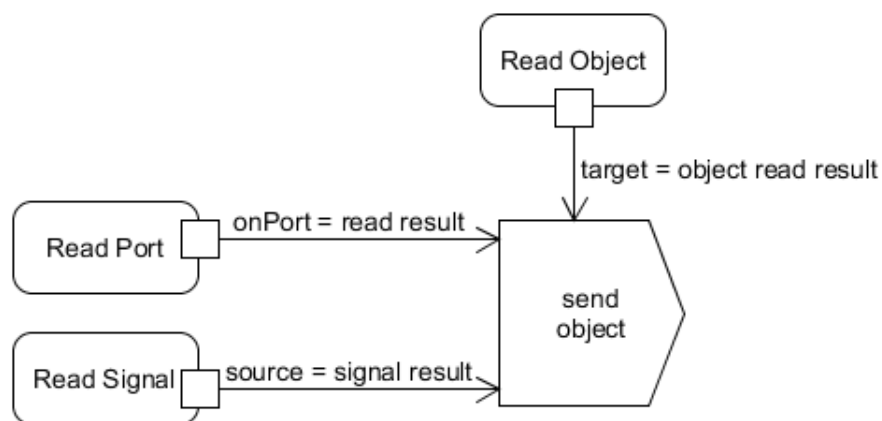 Read Object
target = object read result
onPort = read result
Read Port
send
object
Read Signal
source = signal result